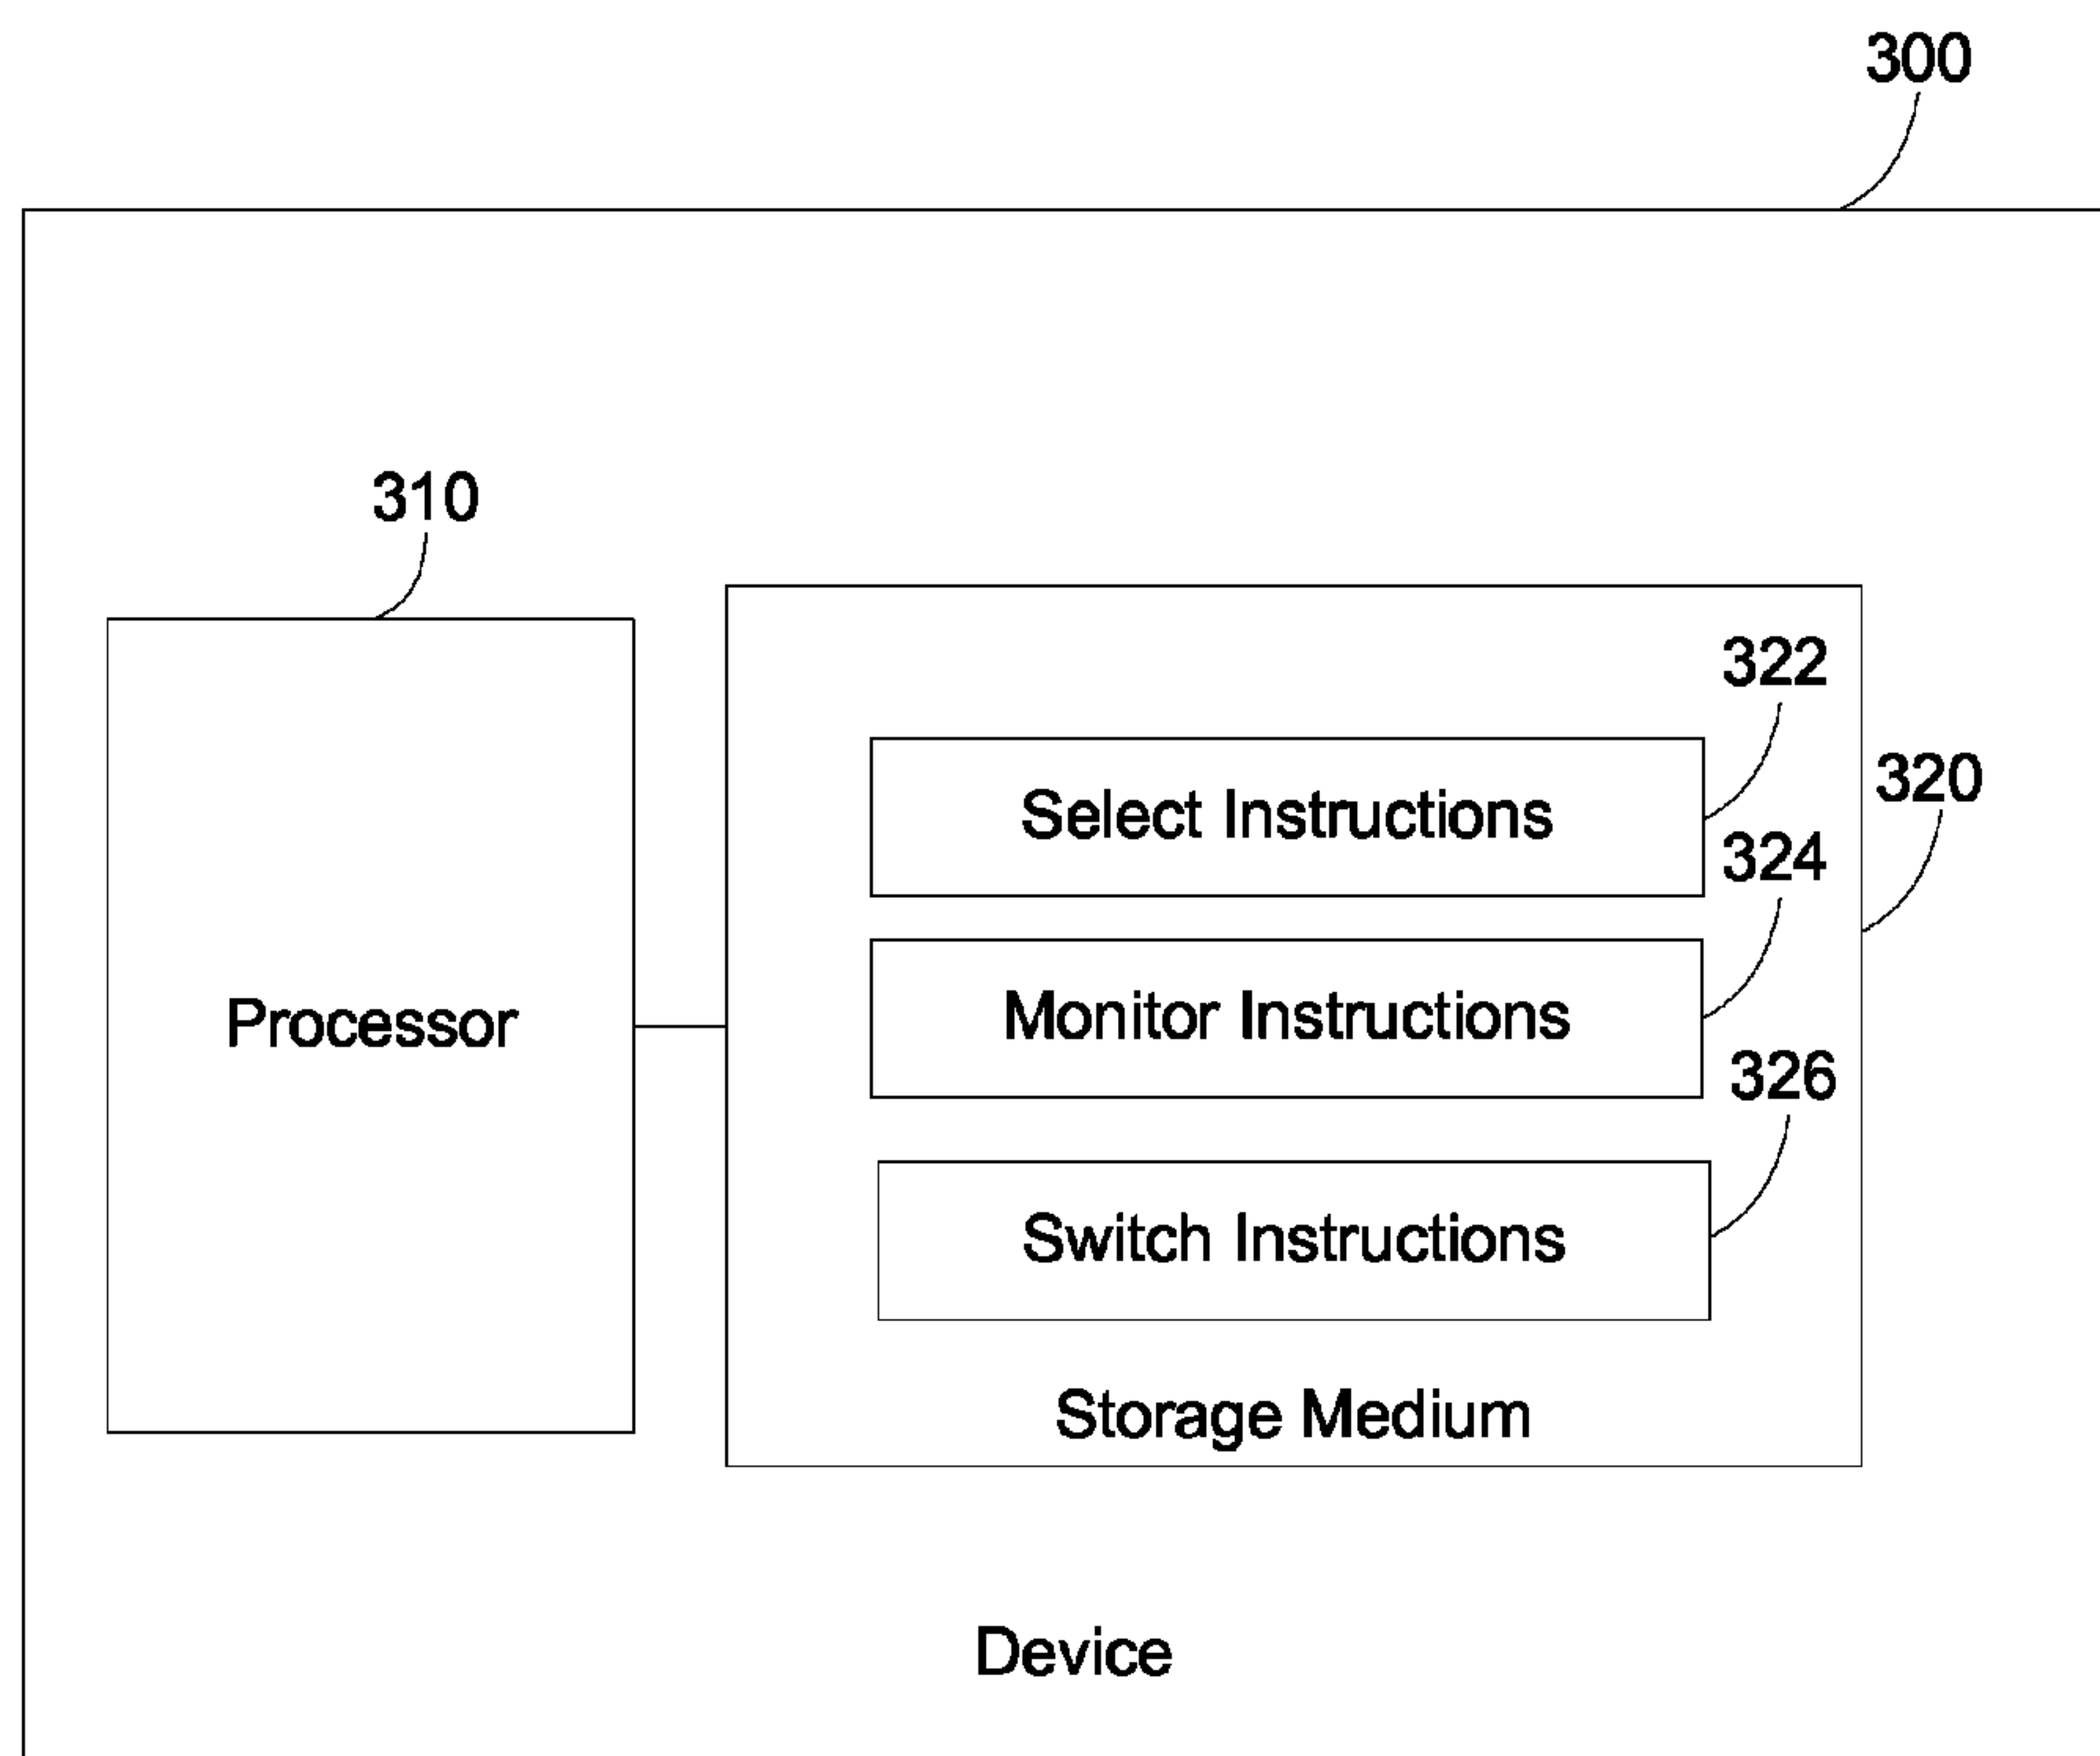 300
310
322
Select Instructions
320
324
Monitor Instructions
Processor
326
Switch Instructions
Storage Medium
Device